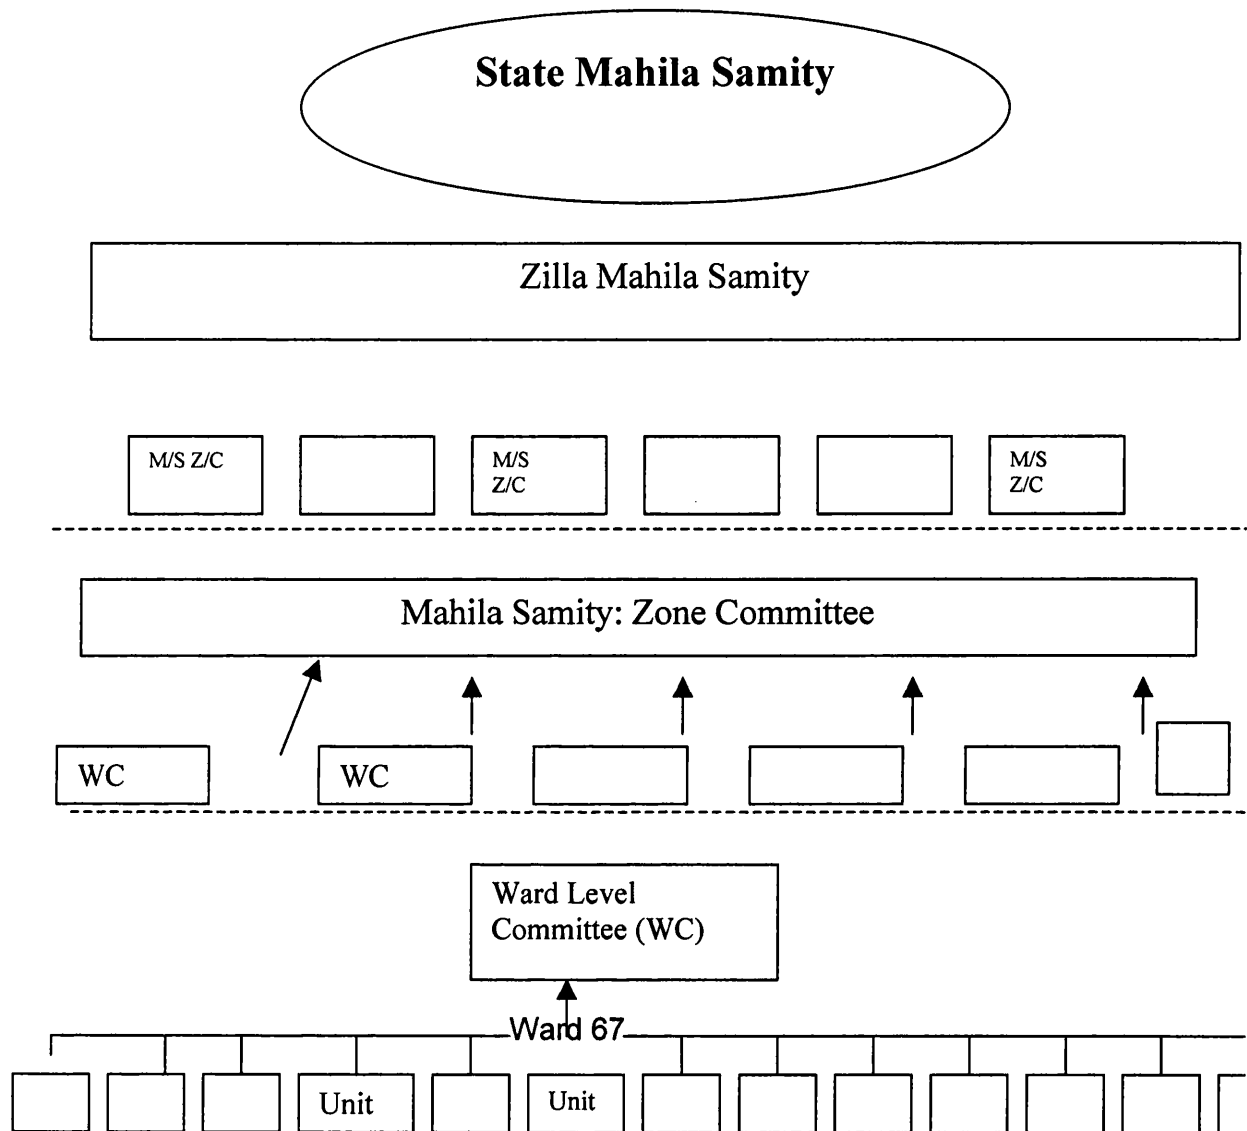 State Mahila Samity
Zilla Mahila Samity
M/S Z/C
M/S
Z/C
M/S
Z/C
Mahila Samity: Zone Committee
WC
WC
Ward Level
Committee (WC)
Ward 67
Unit
Unit